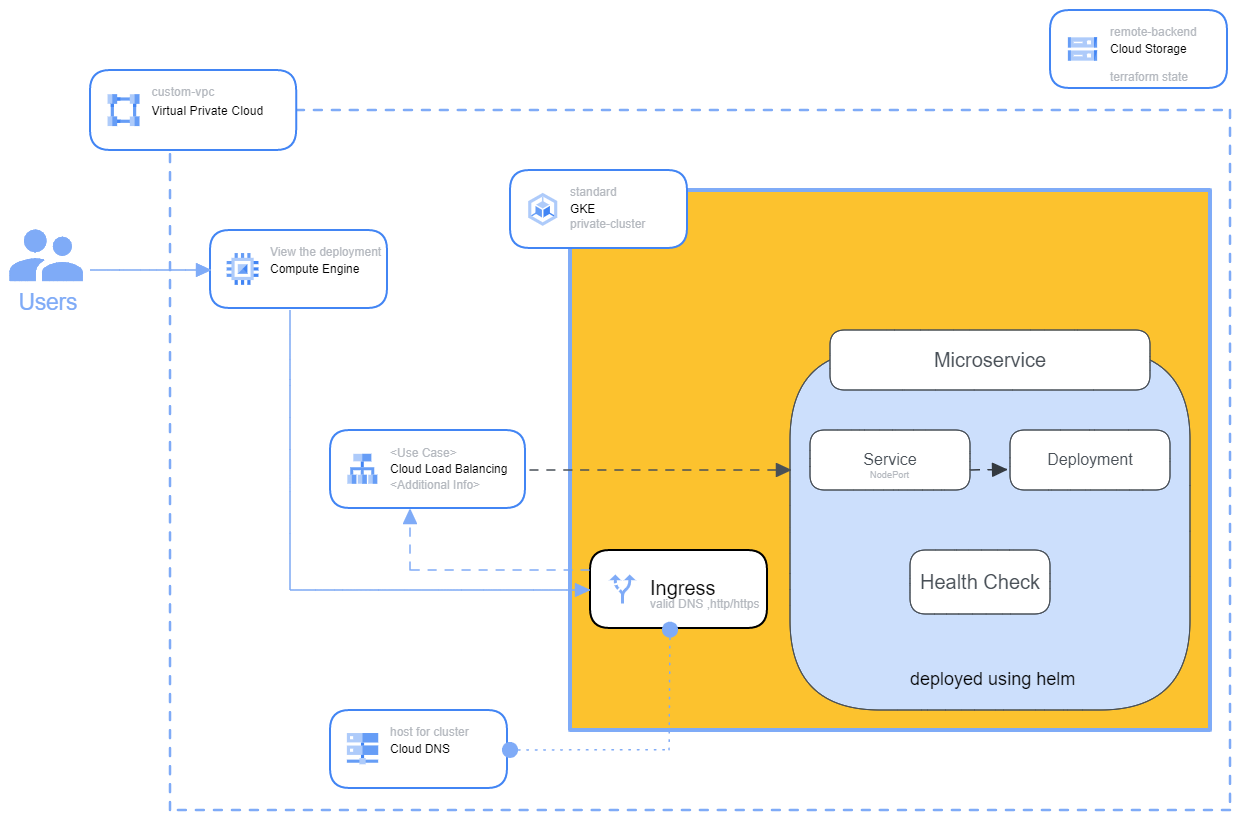 remote-backend
Cloud Storage
terraform state
custom-vpc
Virtual Private Cloud
standard
GKE
private-cluster
View the deployment
Compute Engine
Users
Microservice
<Use Case>
Cloud Load Balancing
<Additional Info>
Service
NodePort
Deployment
Ingress
valid DNS ,http/https
Health Check
deployed using helm
host for cluster
Cloud DNS